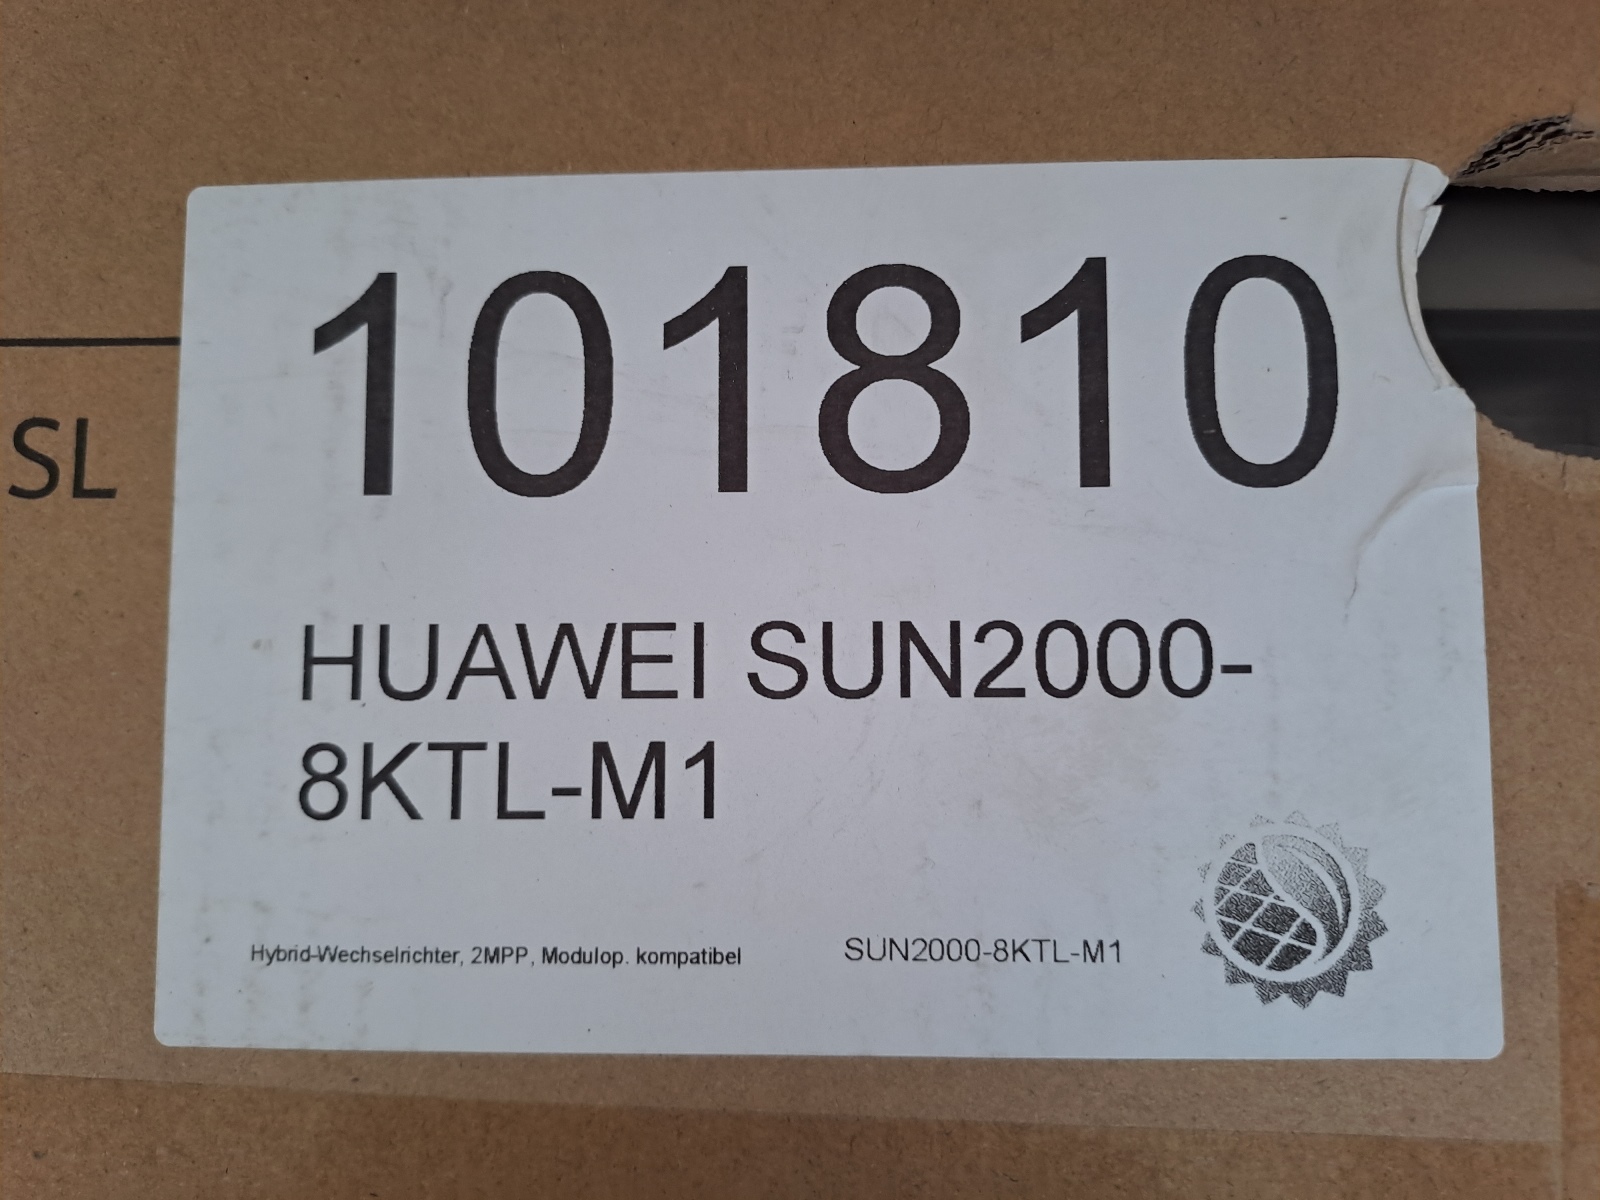 101810
SL
HUAWEI SUN2000-
8KTL-M1
Hybrid-Wechselrichter, 2MPP, Modulop. kompatibel
SUN2000-8KTL-M1